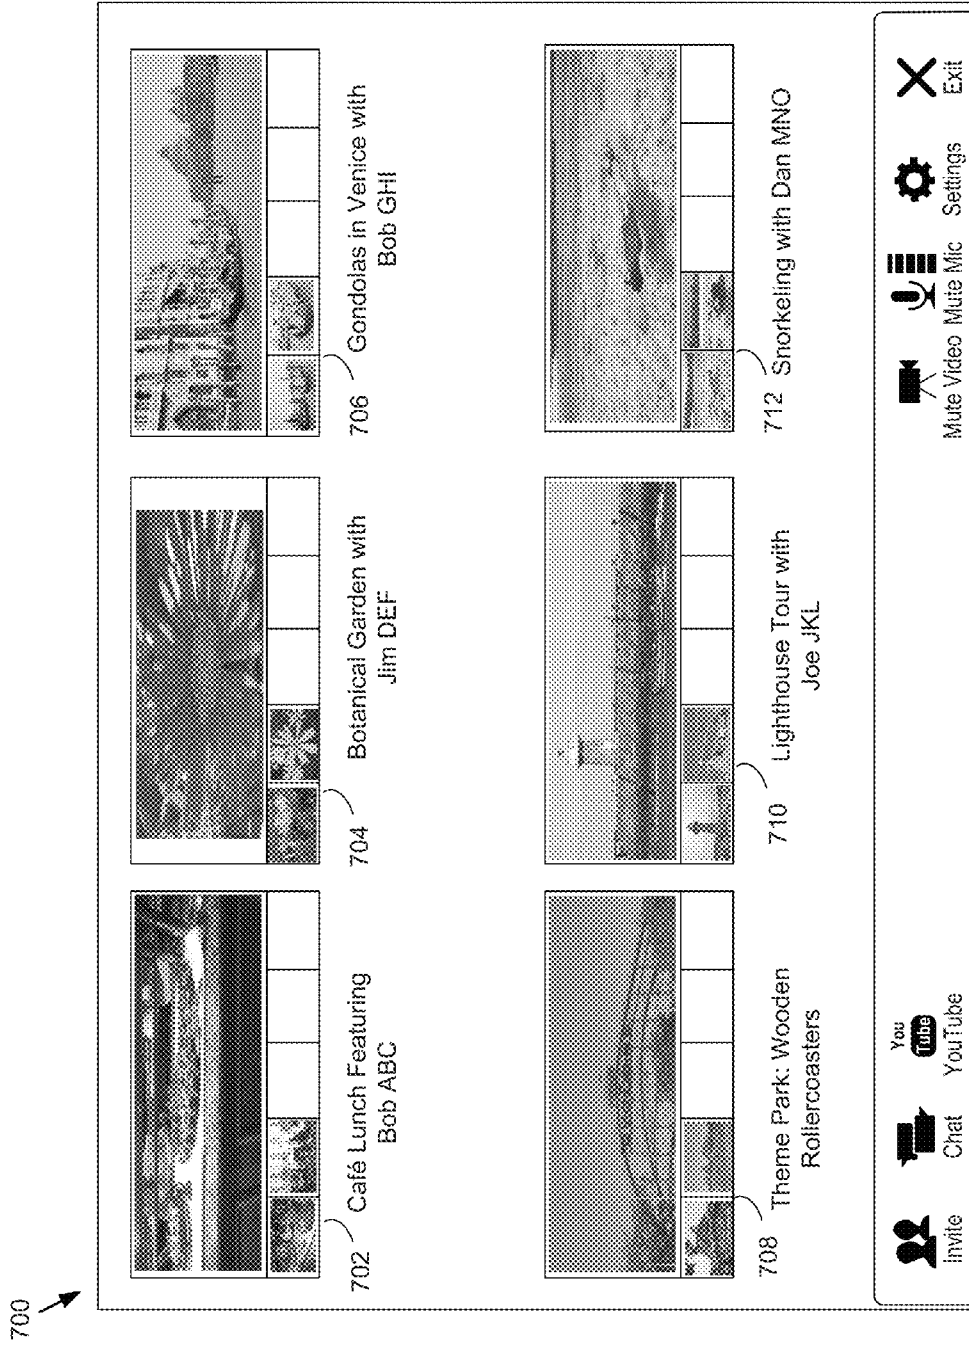 700
702
Café Lunch Featuring
Bob ABC
704
Botanical Garden with
Jim DEF
706
Gondolas in Venice with
Bob GHI
708
Theme Park: Wooden
Rollercoasters
710
Lighthouse Tour with
Joe JKL
712
Snorkeling with Dan MNO
You
Tube
Invite
Chat
YouTube
Mute Video
Mute Mic
Settings
Exit